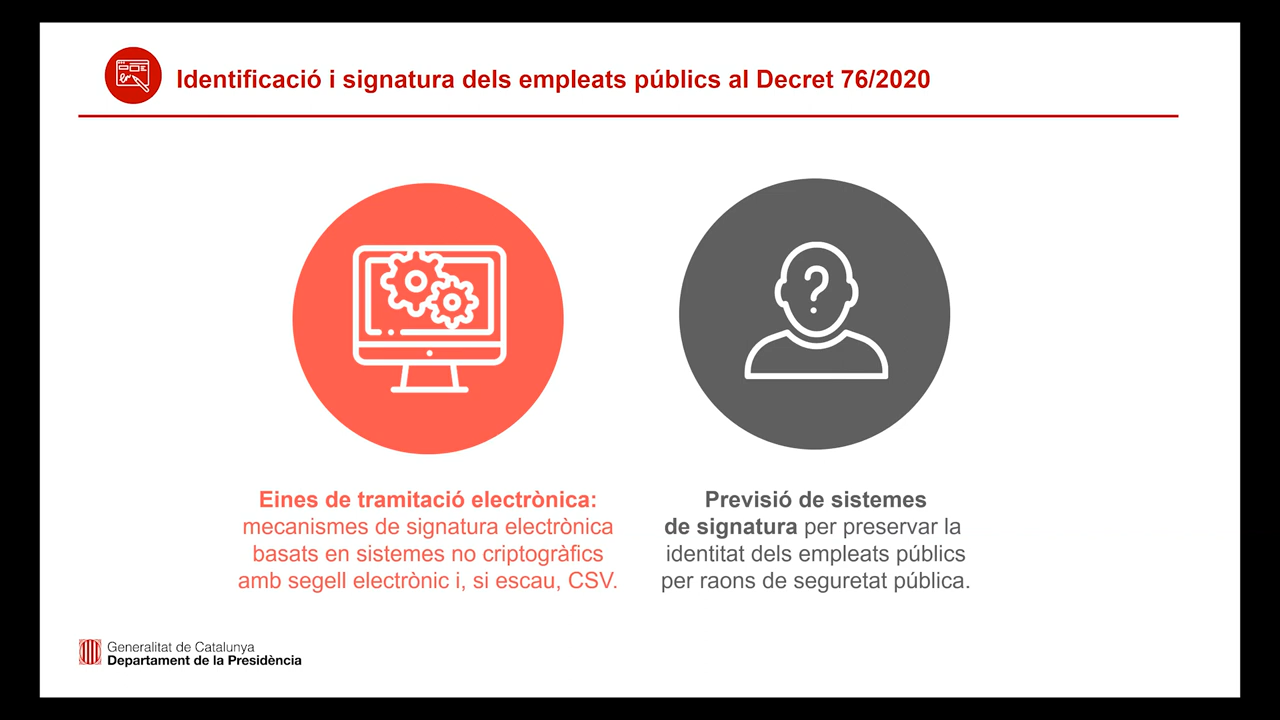 Identificació i signatura dels empleats públics al Decret 76/2020
Eines de tramitació electrònica:
mecanismes de signatura electrònica
basats en sistemes no criptogràfics
amb segell electrònic i, si escau, CSV.
?
Previsió de sistemes
de signatura per preservar la
identitat dels empleats públics
per raons de seguretat pública.
Generalitat de Catalunya
Departament de la Presidència